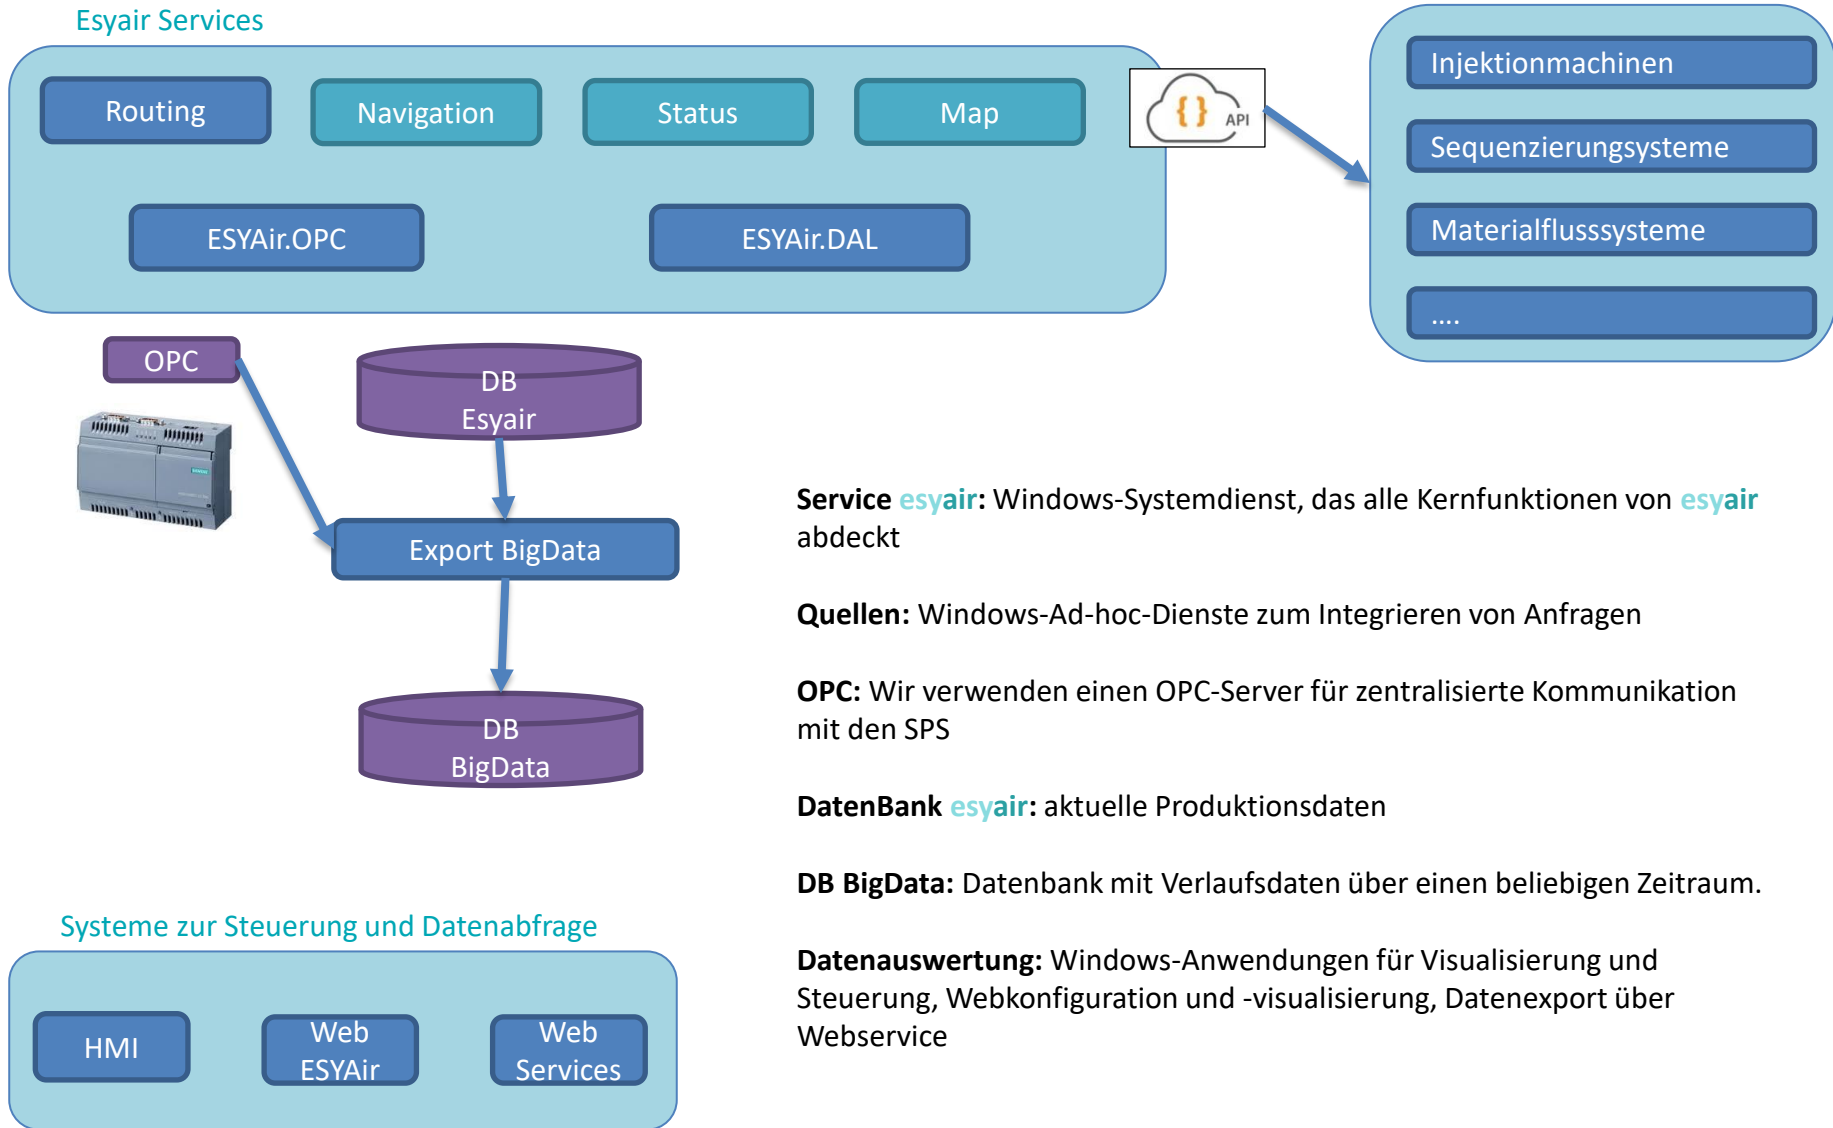 Esyair Services
Routing
Navigation
Status
Map
{ } API
ESYAir.OPC
ESYAir.DAL
Injektionmachinen
Sequenzierungsysteme
Materialflusssysteme
....
OPC
DB
Esyair
Export BigData
DB
BigData
Service esyair: Windows-Systemdienst, das alle Kernfunktionen von esyair
abdeckt
Quellen: Windows-Ad-hoc-Dienste zum Integrieren von Anfragen
OPC: Wir verwenden einen OPC-Server für zentralisierte Kommunikation
mit den SPS
DatenBank esyair: aktuelle Produktionsdaten
DB BigData: Datenbank mit Verlaufsdaten über einen beliebigen Zeitraum.
Datenauswertung: Windows-Anwendungen für Visualisierung und
Steuerung, Webkonfiguration und -visualisierung, Datenexport über
Webservice
Systeme zur Steuerung und Datenabfrage
HMI
Web
ESYAir
Web
Services